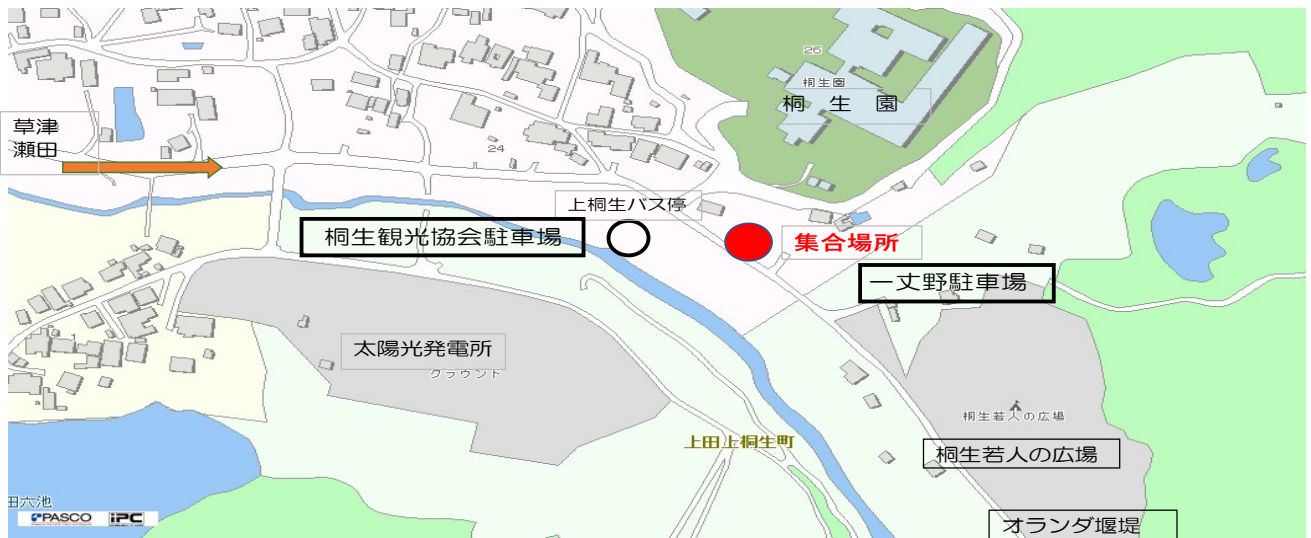 26
桐生園
桐 生 園
草津
瀬田
24
上桐生バス停
桐生観光協会駐車場
集合場所
一丈野駐車場
太陽光発電所
グラウンド
桐生若人の広場
上田上桐生町
桐生若人の広場
田六池
PASCO iPC
オランダ堰堤